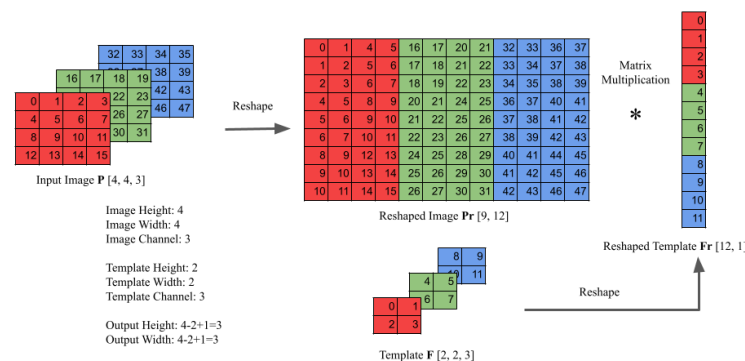 32 33 34 35
38 39
42 43
46 47
16 17 18 19
22 23
26 27
30 31
0 1 2 3
4 5 6 7
8 9 10 11
12 13 14 15
Input Image P [4, 4, 3]
Reshape
0 1 4 5 16 17 20 21 32 33 36 37
1 2 5 6 17 18 21 22 33 34 37 38
2 3 6 7 18 19 22 23 34 35 38 39
4 5 8 9 20 21 24 25 36 37 40 41
5 6 9 10 21 22 25 26 37 38 41 42
6 7 10 11 22 23 26 27 38 39 42 43
8 9 12 13 24 25 28 29 40 41 44 45
9 10 13 14 25 26 29 30 41 42 45 46
10 11 14 15 26 27 30 31 42 43 46 47
Reshaped Image Pr [9, 12]
Matrix
Multiplication
*
0
1
2
3
4
5
6
7
8
9
10
11
Reshaped Template Fr [12, 1]
Image Height: 4
Image Width: 4
Image Channel: 3
Template Height: 2
Template Width: 2
Template Channel: 3
Output Height: 4-2+1=3
Output Width: 4-2+1=3
8 9
10 11
4 5
6 7
0 1
2 3
Template F [2, 2, 3]
Reshape